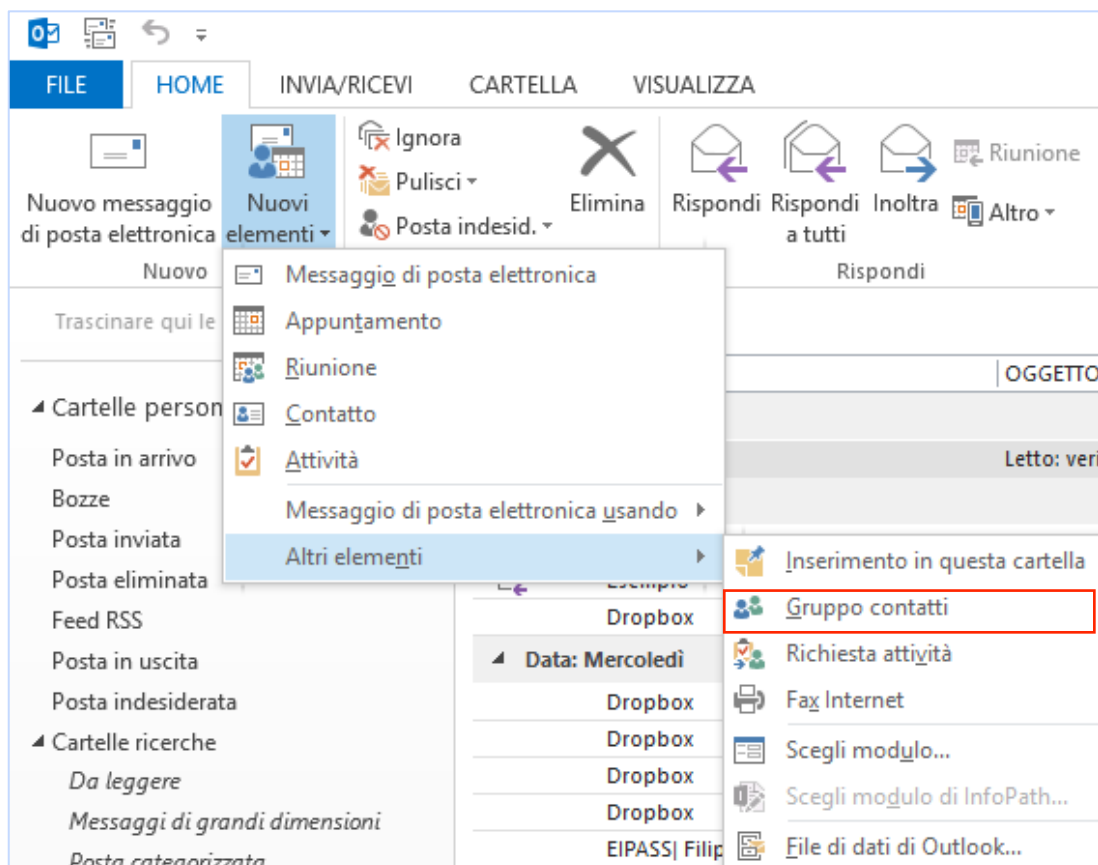 FILE HOME INVIA/RICEVI CARTELLA VISUALIZZA
Nuovo messaggio
di posta elettronica
Nuovi
elementi
Ignora
Pulisci
Posta indesid.
Elimina
Rispondi
Rispondi
a tutti
Inoltra
Riunione
Altro
Nuovo
Rispondi
Messaggio di posta elettronica
Appuntamento
Riunione
Contatto
Attività
Messaggio di posta elettronica usando
Altri elementi
Inserimento in questa cartella
Gruppo contatti
Richiesta attività
Fax Internet
Scegli modulo...
Scegli modulo di InfoPath...
File di dati di Outlook...
Trascinare qui le
Cartelle person
Posta in arrivo
Bozze
Posta inviata
Posta eliminata
Feed RSS
Posta in uscita
Posta indesiderata
Cartelle ricerche
Da leggere
Messaggi di grandi dimensioni
Posta categorizzata
OGGETTO
Letto: veri
Esempio
Dropbox
Data: Mercoledì
Dropbox
Dropbox
Dropbox
Dropbox
EIPASS| Filip